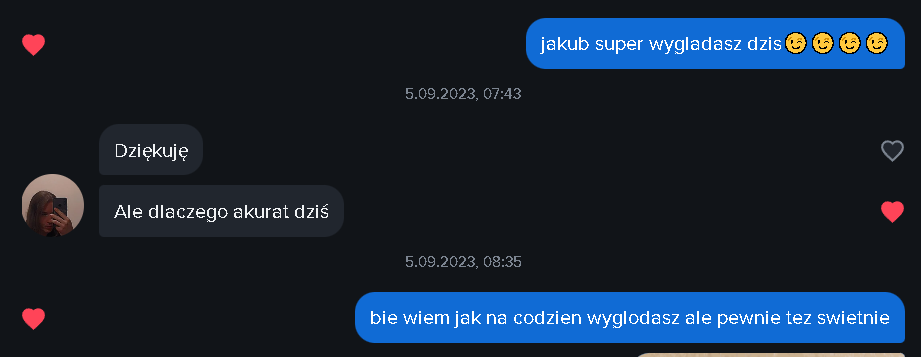 jakub super wygladasz dzis😉😉😉😉
5.09.2023, 07:43
Dziękuję
Ale dlaczego akurat dziś
5.09.2023, 08:35
bie wiem jak na codzien wyglodasz ale pewnie tez swietnie